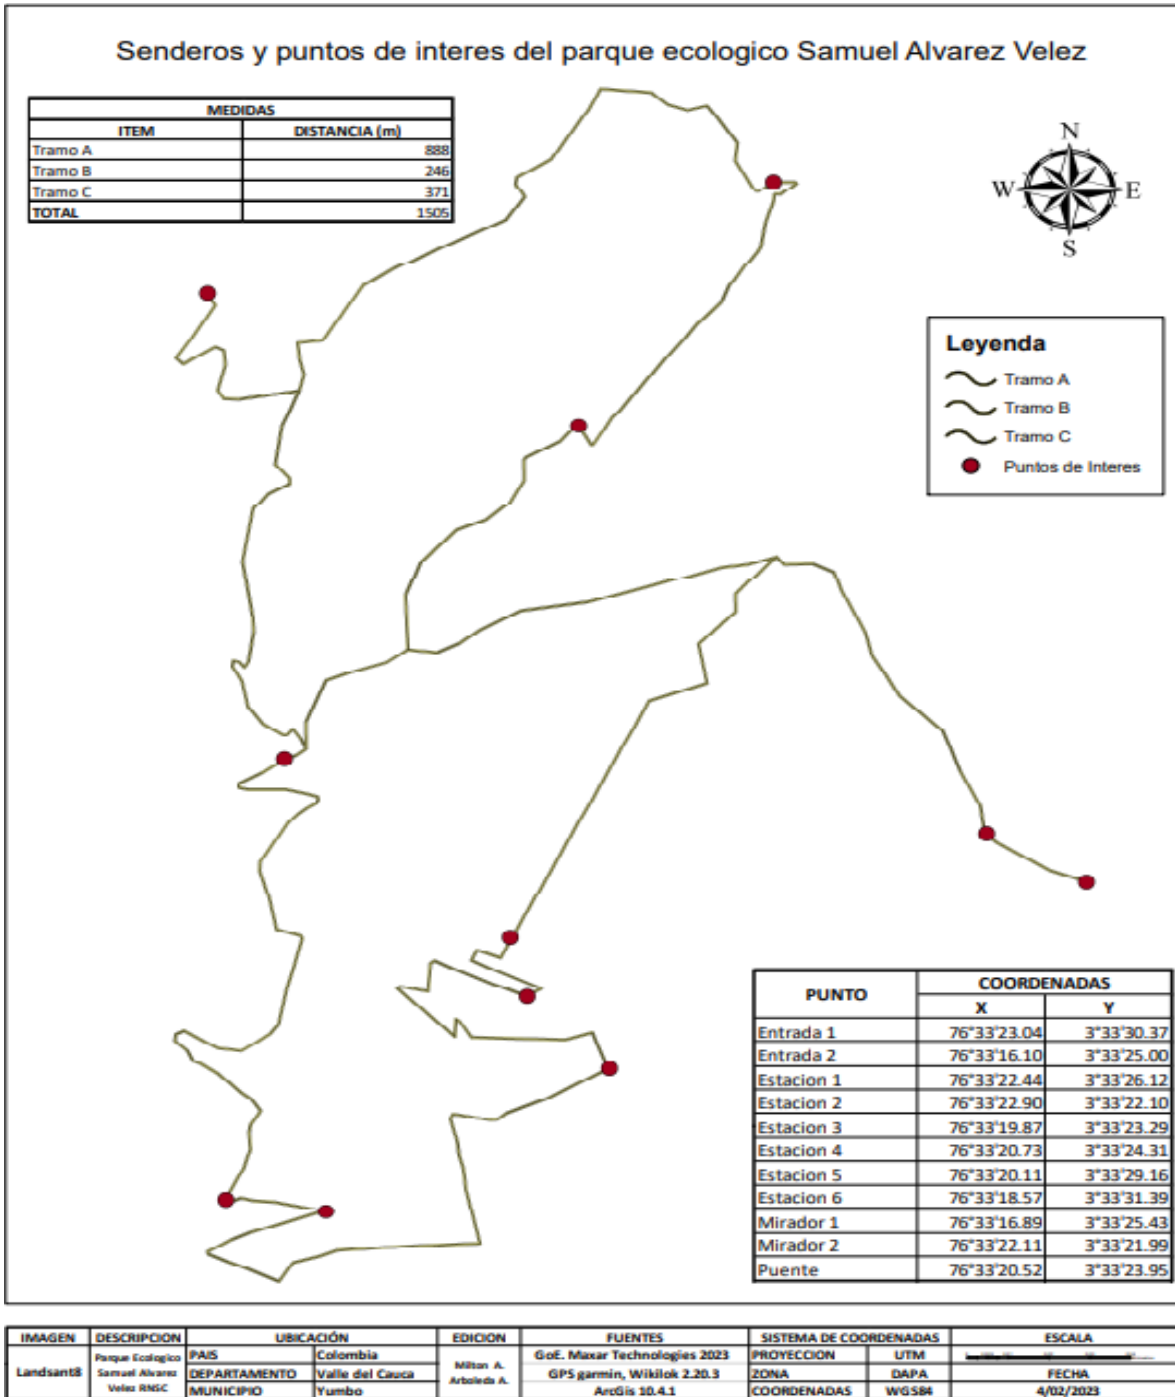 Senderos y puntos de interes del parque ecologico Samuel Alvarez Velez
MEDIDAS
ITEM DISTANCIA (m)
Tramo A 888
Tramo B 246
Tramo C 371
TOTAL 1505
N
W E
S
Leyenda
Tramo A
Tramo B
Tramo C
Puntos de Interes
PUNTO COORDENADAS
X Y
Entrada 1 76°33'23.04 3°33'30.37
Entrada 2 76°33'16.10 3°33'25.00
Estacion 1 76°33'22.44 3°33'26.12
Estacion 2 76°33'22.90 3°33'22.10
Estacion 3 76°33'19.87 3°33'23.29
Estacion 4 76°33'20.73 3°33'24.31
Estacion 5 76°33'20.11 3°33'29.16
Estacion 6 76°33'18.57 3°33'31.39
Mirador 1 76°33'16.89 3°33'25.43
Mirador 2 76°33'22.11 3°33'21.99
Puente 76°33'20.52 3°33'23.95
IMAGEN DESCRIPCION UBICACIÓN EDICION FUENTES SISTEMA DE COORDENADAS ESCALA
Landsant8 Parque Ecologico Samuel Alvarez Velez RNSC PAIS Colombia Milton A. Arboleda A. GoE. Maxar Technologies 2023 PROYECCION UTM
DEPARTAMENTO Valle del Cauca GPS garmin, Wikilok 2.20.3 ZONA DAPA FECHA
MUNICIPIO Yumbo ArcGis 10.4.1 COORDENADAS WGS84 4/02/2023